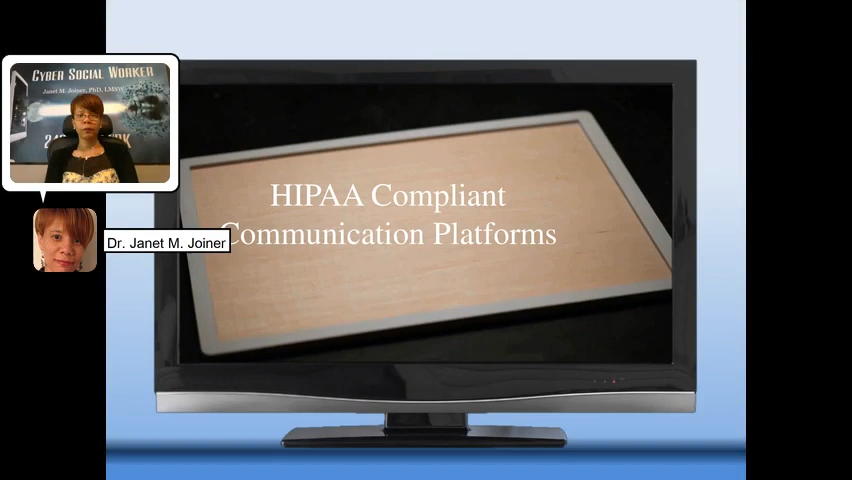 CYBER SOCIAL WORKER
Janet M. Joiner, PhD, LMSW
HIPAA Compliant
Communication Platforms
Dr. Janet M. Joiner